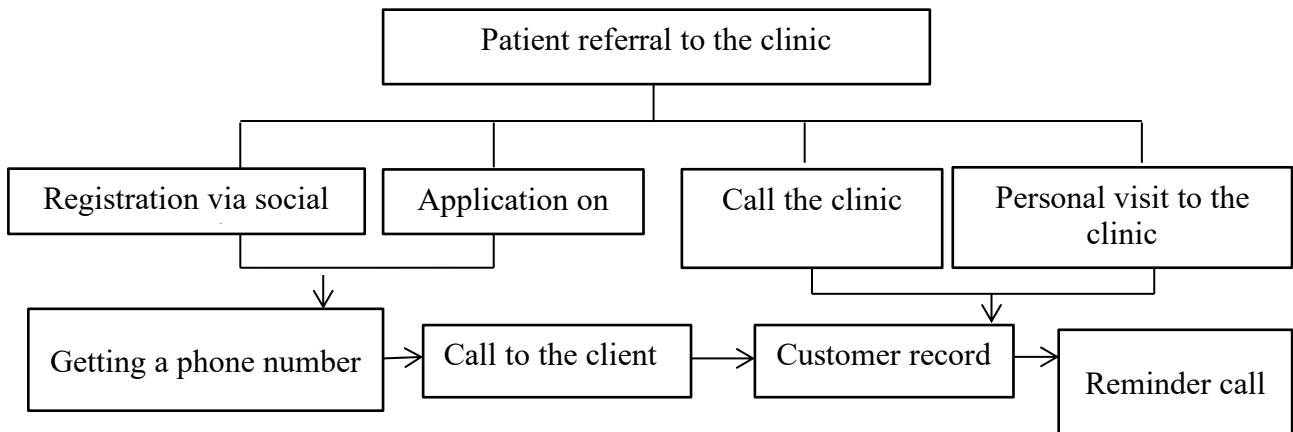 Patient referral to the clinic
Registration via social
Application on
Call the clinic
Personal visit to the
clinic
Getting a phone number
Call to the client
Customer record
Reminder call